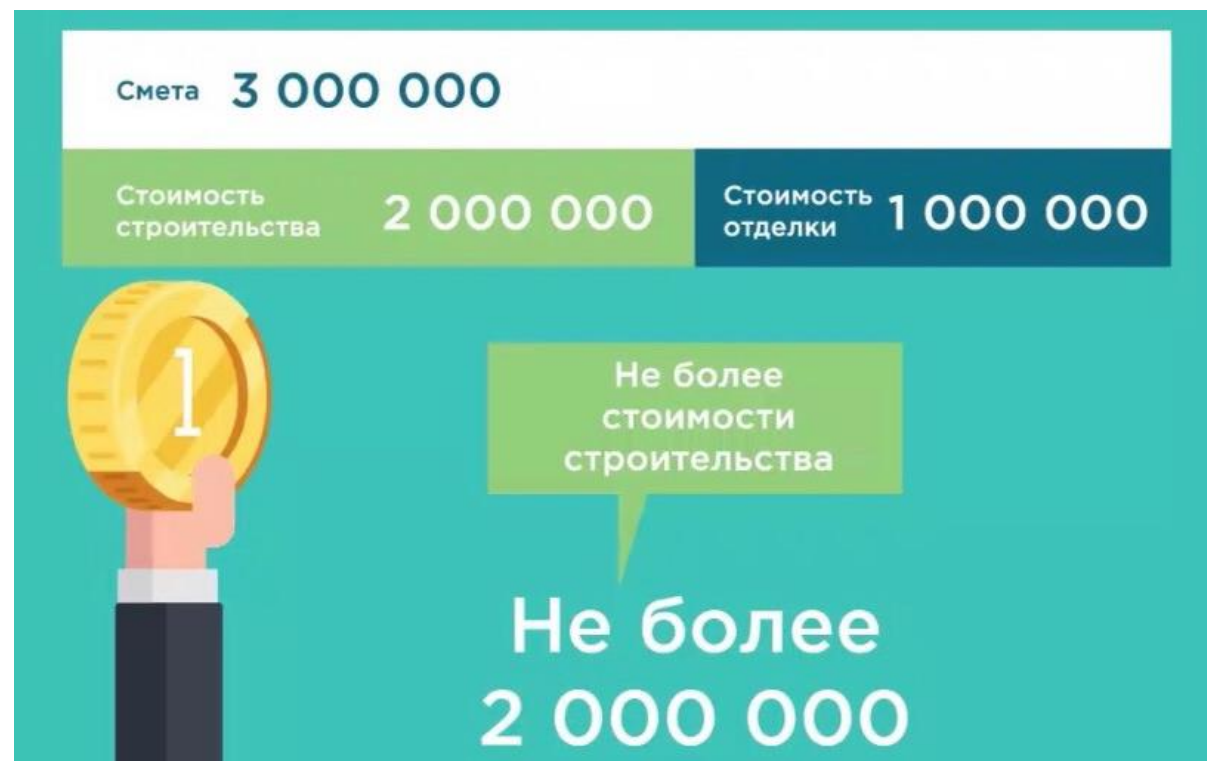 Смета 3 000 000
Стоимость
строительства
2 000 000
Стоимость
отделки
1 000 000
1
Не более
стоимости
строительства
Не более
2 000 000